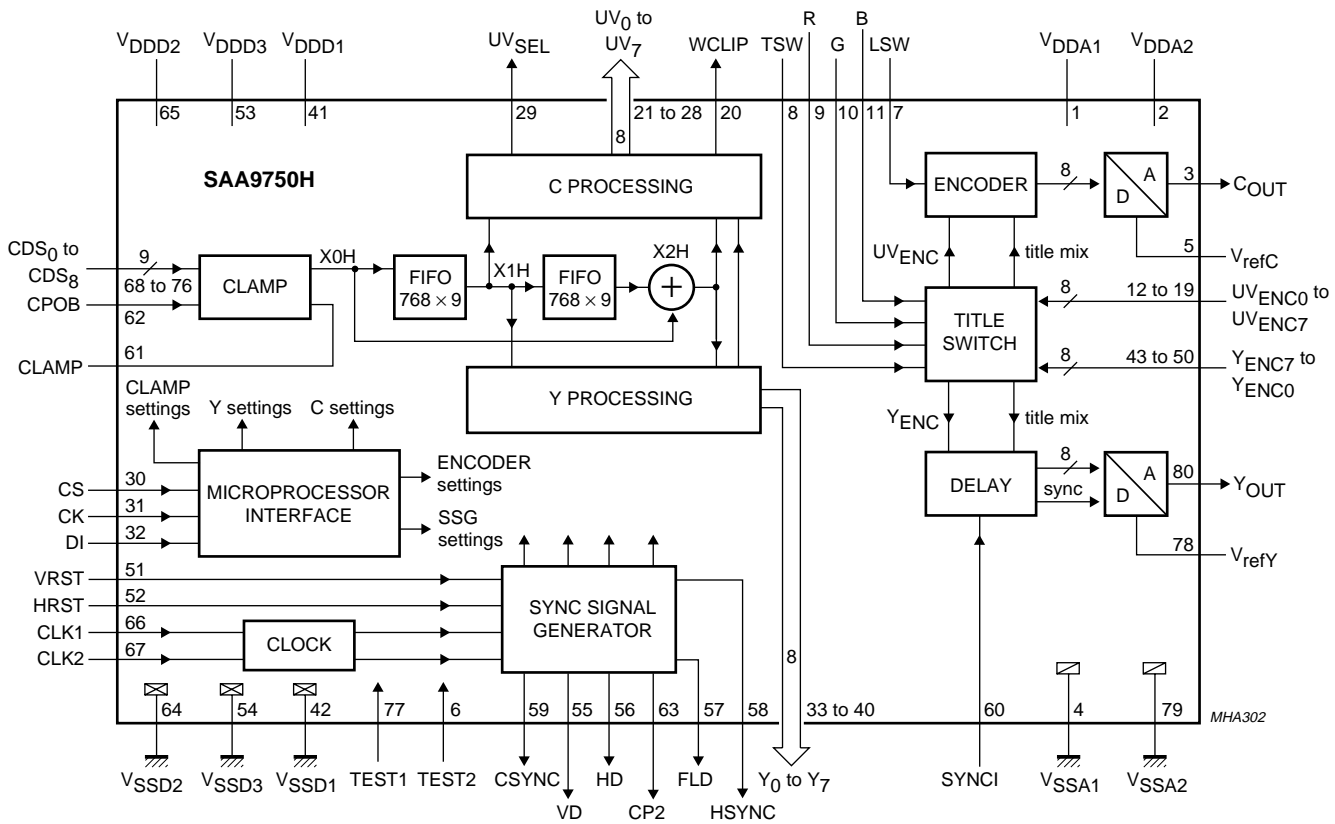 UV0 to
UV7
R
B
VDDD2
VDDD3
VDDD1
UVSEL
WCLIP
TSW
G
LSW
VDDA1
VDDA2
65
53
41
29
21 to 28
20
8
9
10
11
7
1
2
8
SAA9750H
C PROCESSING
ENCODER
8
A
D
3
COUT
5
VrefC
CDS0 to
CDS8
9
68 to 76
CLAMP
X0H
FIFO
768 × 9
X1H
FIFO
768 × 9
X2H
+
CPOB
62
UVENC
title mix
8
12 to 19
UVENC0 to
UVENC7
TITLE
SWITCH
CLAMP
61
8
43 to 50
YENC7 to
YENC0
CLAMP
settings
Y settings
C settings
Y PROCESSING
YENC
title mix
CS
30
CK
31
DI
32
MICROPROCESSOR
INTERFACE
ENCODER
settings
SSG
settings
DELAY
8
sync
A
D
80
YOUT
78
VrefY
VRST
51
HRST
52
CLK1
66
CLK2
67
CLOCK
SYNC SIGNAL
GENERATOR
8
64
54
42
77
6
59
55
56
63
57
58
33 to 40
60
4
79
MHA302
VSSD2
VSSD3
VSSD1
TEST1
TEST2
CSYNC
VD
HD
CP2
FLD
HSYNC
Y0 to Y7
SYNCI
VSSA1
VSSA2